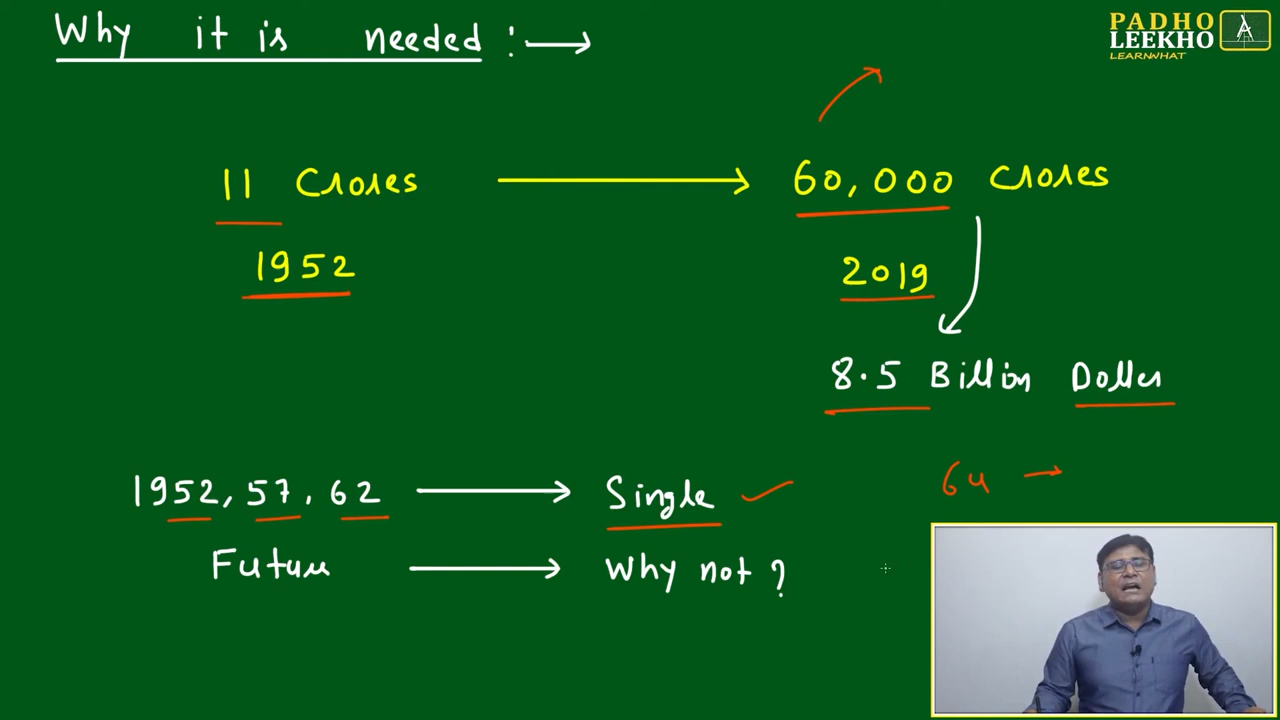 Why it is needed :→
PADHO
LEEKHO
LEARNWHAT
11 Crores → 60,000 Crores
1952
2019
8.5 Billion Doller
1952, 57, 62 → Single ✓
64 →
Future → Why not ?